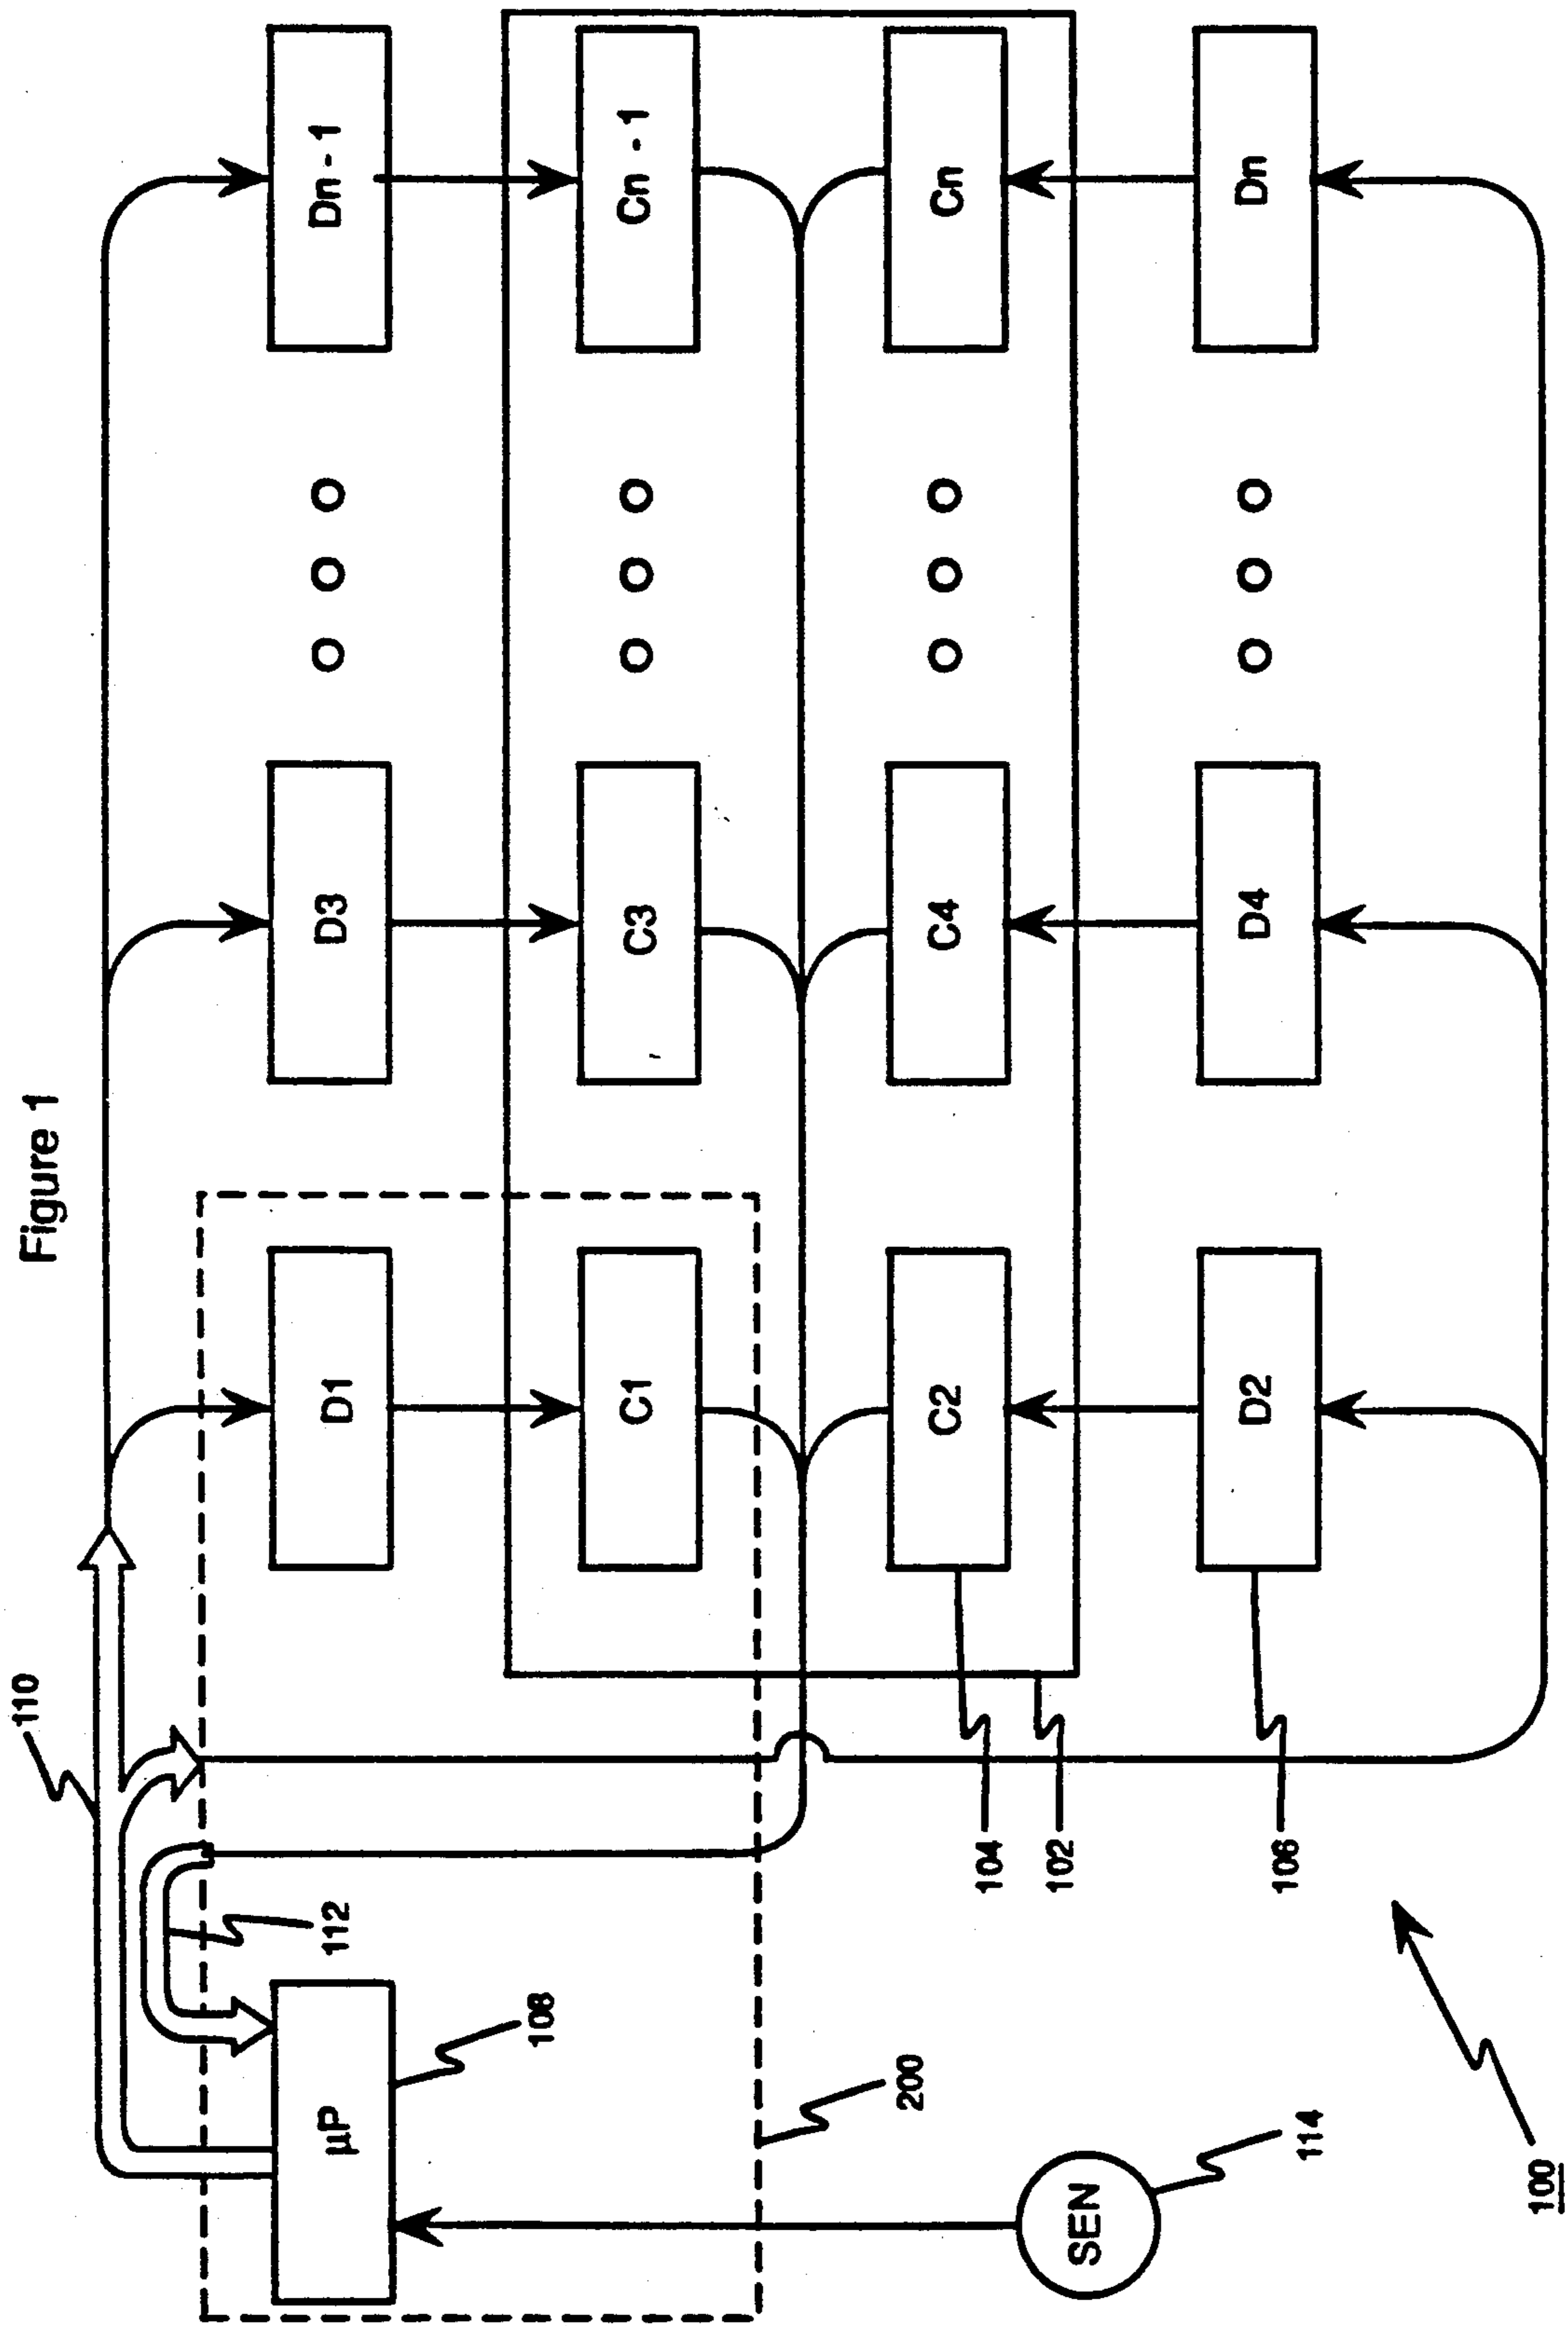 Figure 1
110
D1
D3
Dn - 1
112
µP
108
C1
C3
Cn - 1
200
C2
C4
Cn
104
102
SEN
114
D2
D4
Dn
106
100